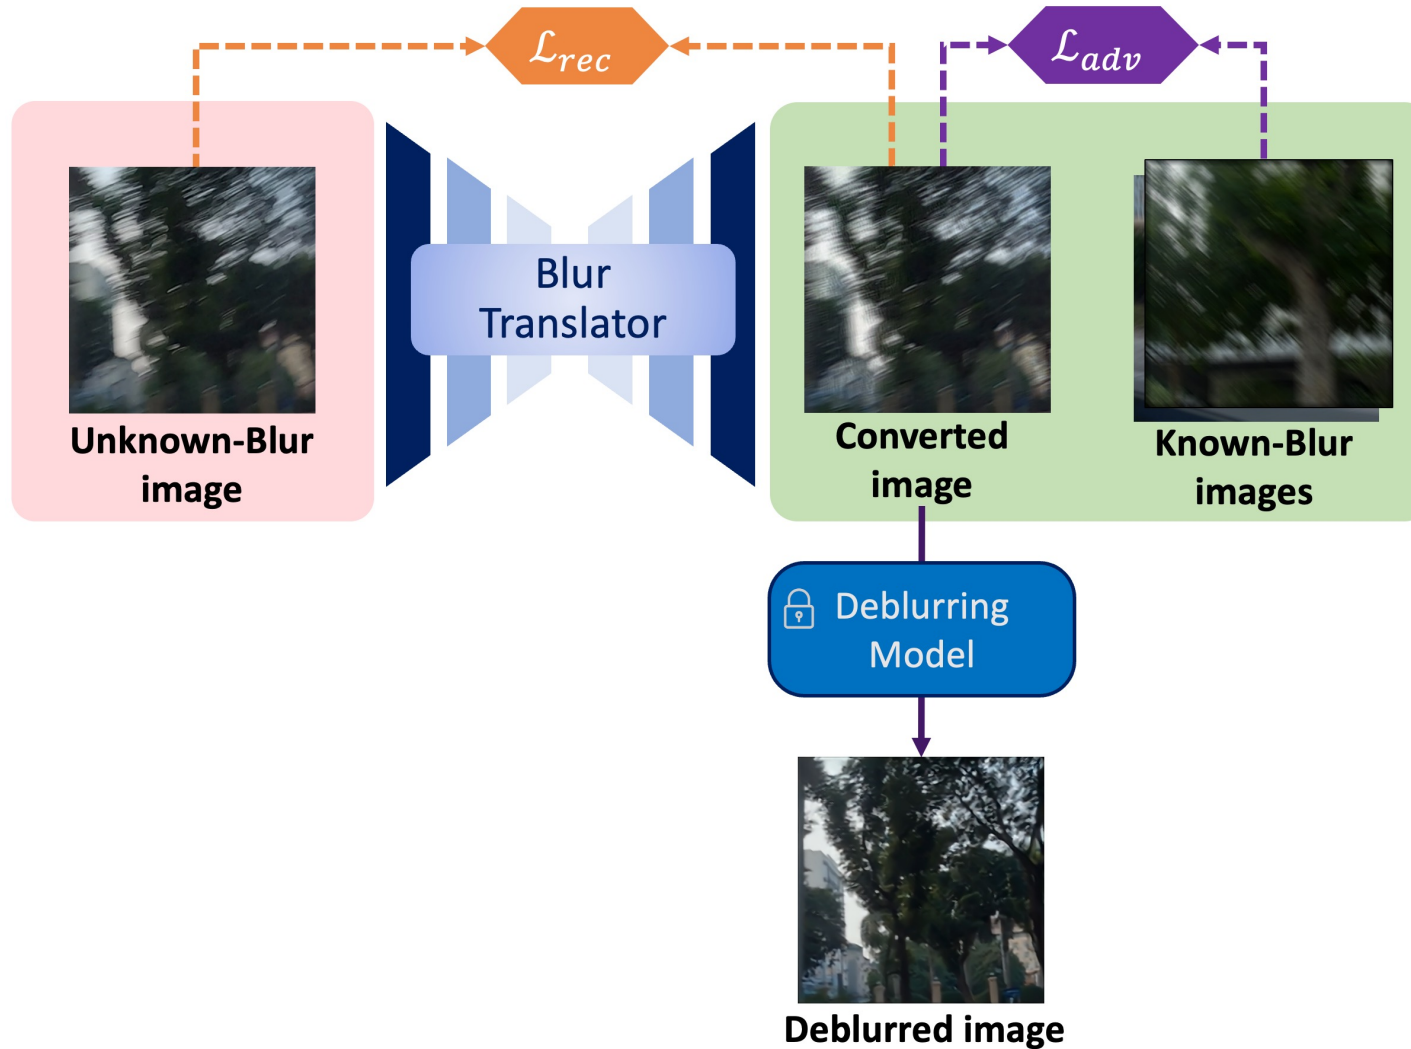 ℒrec
ℒadv
Blur
Translator
Unknown-Blur
image
Converted
image
Known-Blur
images
Deblurring
Model
Deblurred image